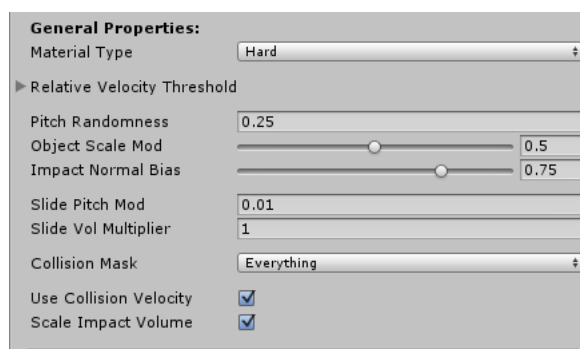 General Properties:
Material Type Hard
Relative Velocity Threshold
Pitch Randomness 0.25
Object Scale Mod 0.5
Impact Normal Bias 0.75
Slide Pitch Mod 0.01
Slide Vol Multiplier 1
Collision Mask Everything
Use Collision Velocity
Scale Impact Volume